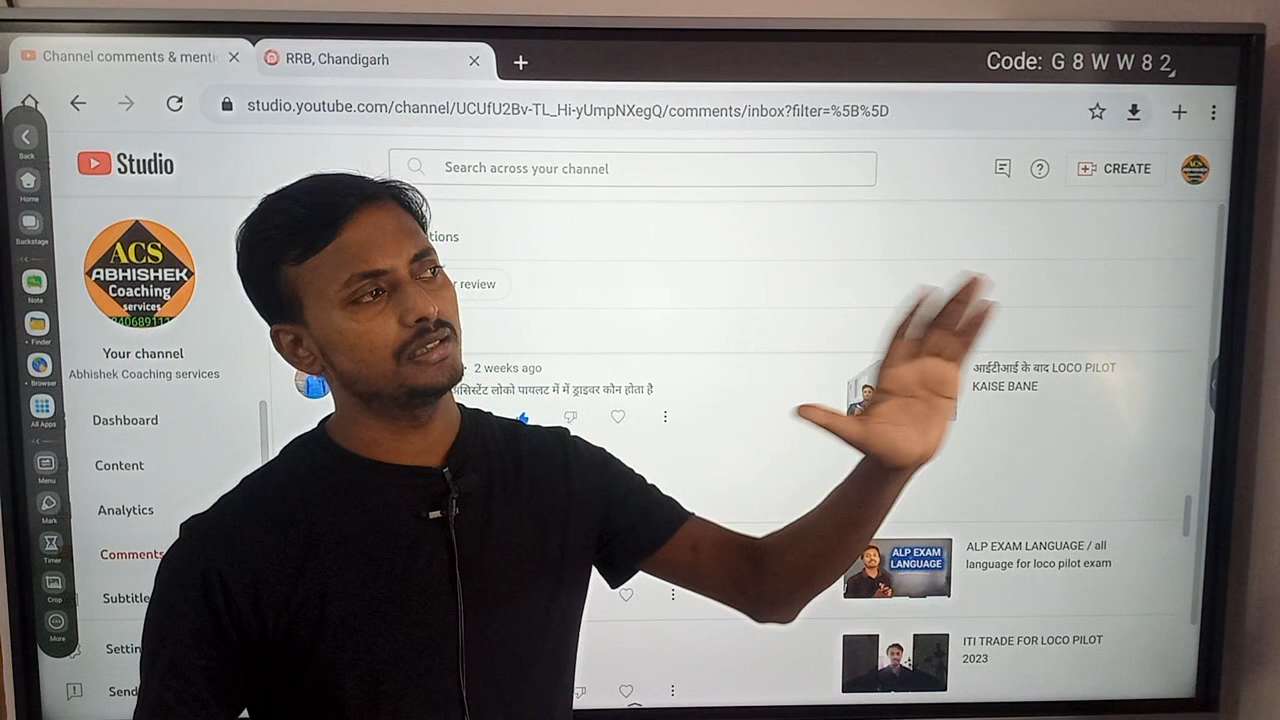 Channel comments & menti
RRB, Chandigarh
Code: G 8 W W 8 2
studio.youtube.com/channel/UCUfU2Bv-TL_Hi-yUmpNXegQ/comments/inbox?filter=%5B%5D
Back
Home
Backstage
Note
Finder
Browser
All Apps
Menu
Mark
Timer
Crop
More
Studio
Search across your channel
CREATE
ACS
ABHISHEK
Coaching
services
Your channel
Abhishek Coaching services
Dashboard
Content
Analytics
Comments
Subtitle
Settin
Send
tions
r review
2 weeks ago
असिस्टेंट लोको पायलट में में ड्राइवर कौन होता है
आईटीआई के बाद LOCO PILOT
KAISE BANE
ALP EXAM
LANGUAGE
ALP EXAM LANGUAGE / all
language for loco pilot exam
ITI TRADE FOR LOCO PILOT
2023